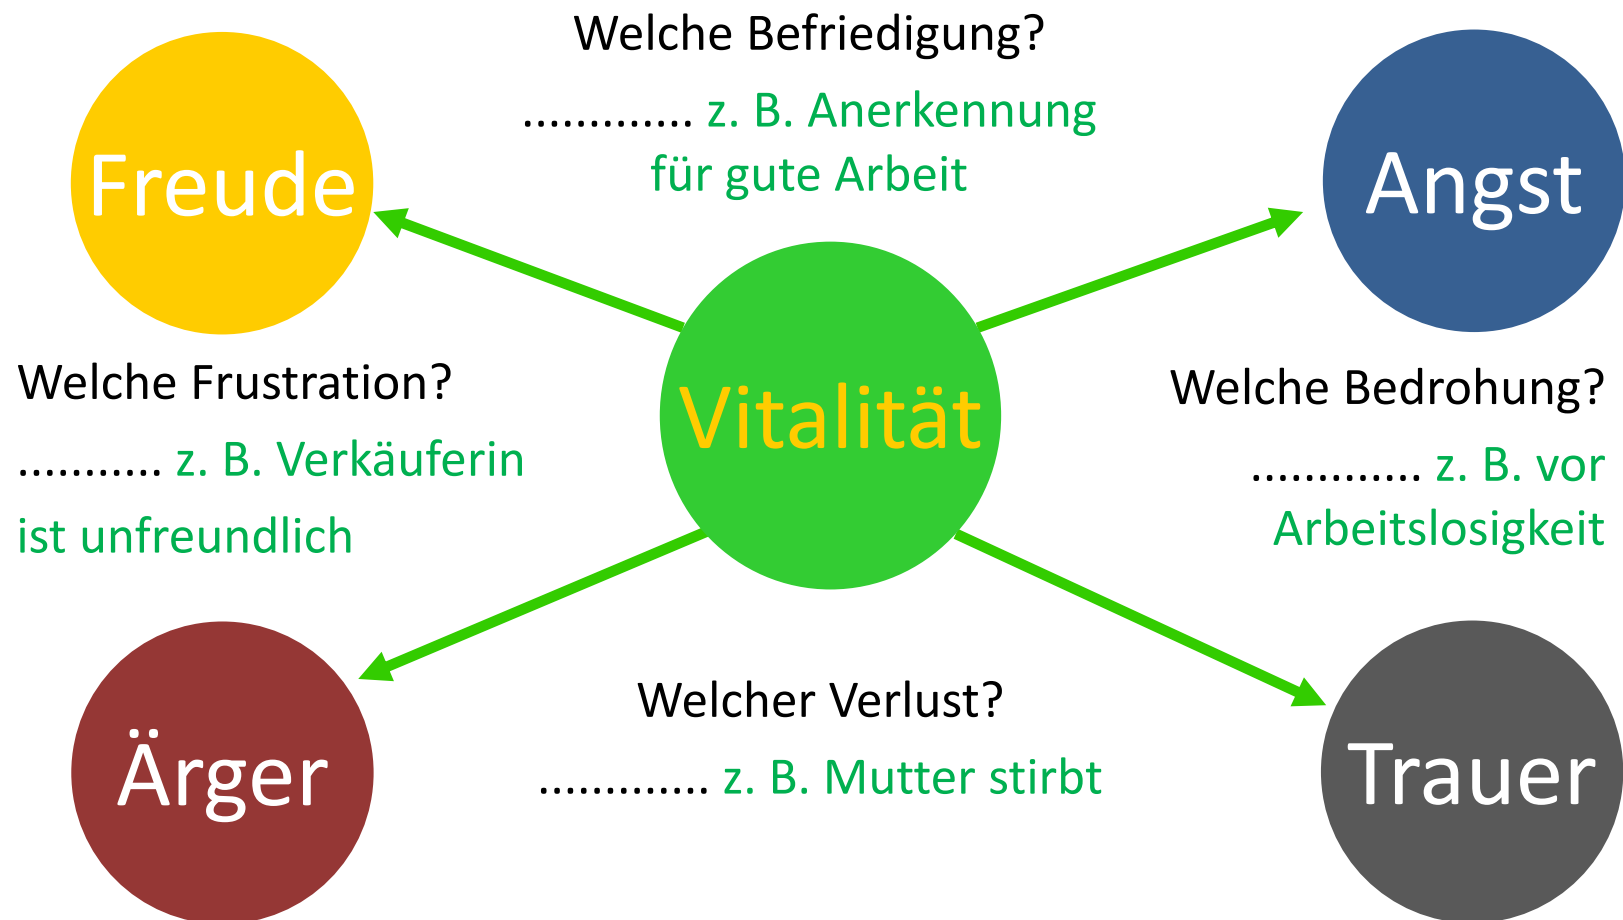 Welche Befriedigung?
............. z. B. Anerkennung
für gute Arbeit
Freude
Angst
Welche Frustration?
........... z. B. Verkäuferin
ist unfreundlich
Vitalität
Welche Bedrohung?
............. z. B. vor
Arbeitslosigkeit
Welcher Verlust?
............. z. B. Mutter stirbt
Ärger
Trauer